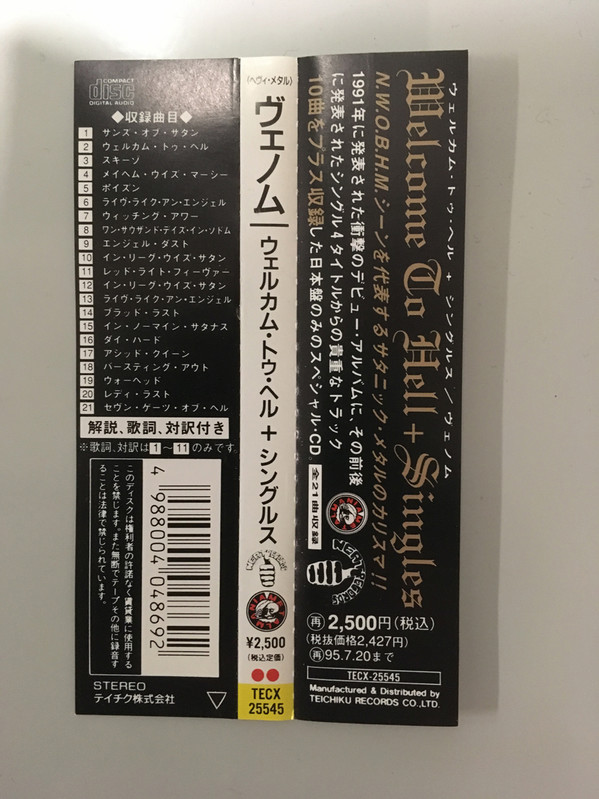 COMPACT
disc
DIGITAL AUDIO
◆収録曲目◆
1 サンズ・オブ・サタン
2 ウェルカム・トゥ・ヘル
3 スキーゾ
4 メイヘム・ウイズ・マーシー
5 ポイズン
6 ライヴ・ライク・アン・エンジェル
7 ウィッチング・アワー
8 ワン・サウザンド・デイズ・イン・ソドム
9 エンジェル・ダスト
10 イン・リーグ・ウイズ・サタン
11 レッド・ライト・フィーヴァー
12 イン・リーグ・ウイズ・サタン
13 ライヴ・ライク・アン・エンジェル
14 ブラッド・ラスト
15 イン・ノーマイン・サタナス
16 ダイ・ハード
17 アシッド・クイーン
18 バースティング・アウト
19 ウォーヘッド
20 レディ・ラスト
21 セヴン・ゲーツ・オブ・ヘル
解説、歌詞、対訳付き
※歌詞、対訳は1〜11のみです。
4 988004 048692
このディスクは権利者の許諾なく賃貸業に使用する
ことを禁じます。また無断でテープその他に録音す
ることは法律で禁じられています。
STEREO
テイチク株式会社
(ヘヴィ・メタル)
ヴェノム
ウェルカム・トゥ・ヘル + シングルス
¥2,500
(税込定価)
TECX
25545
ウェルカム・トゥ・ヘル + シングルス/ヴェノム
Welcome To Hell + Singles
N.W.O.B.H.M.シーンを代表するサタニック・メタルのカリスマ!!
1991年に発表された衝撃のデビュー・アルバムに、その前後
に発表されたシングル4タイトルからの貴重なトラック
10曲をプラス収録した日本盤のみのスペシャル・CD
全21曲収録
NEAT
RECORDS
再 2,500円(税込)
(税抜価格2,427円)
再95.7.20まで
TECX-25545
Manufactured & Distributed by
TEICHIKU RECORDS CO.,LTD.